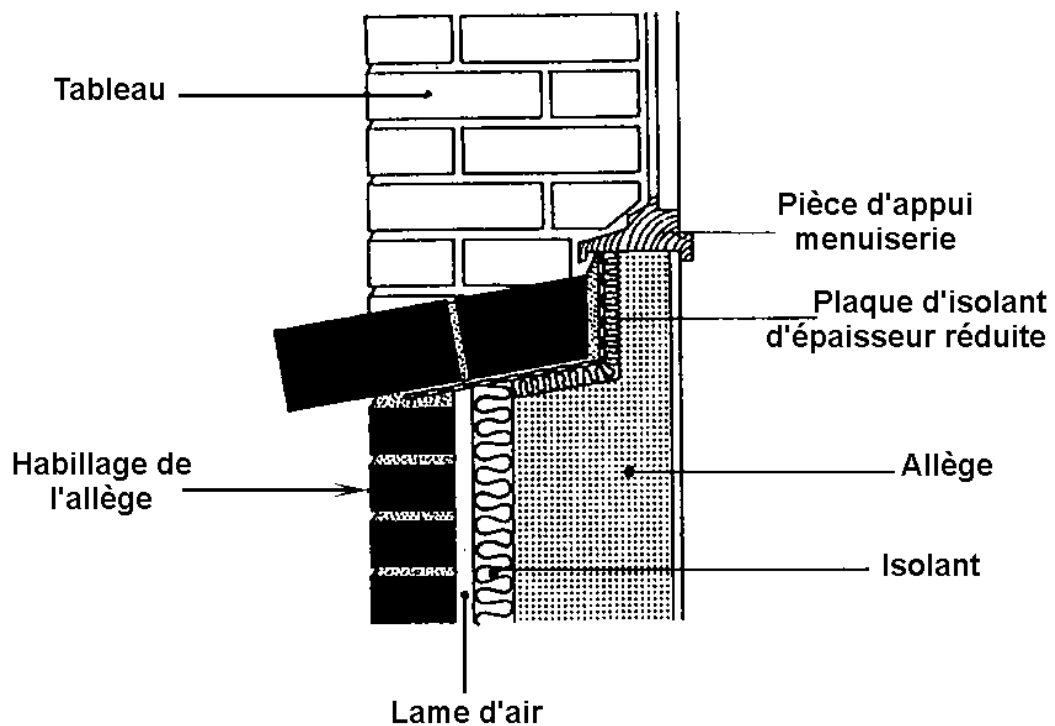 Tableau
Pièce d'appui
menuiserie
Plaque d'isolant
d'épaisseur réduite
Habillage de
l'allège
Allège
Isolant
Lame d'air